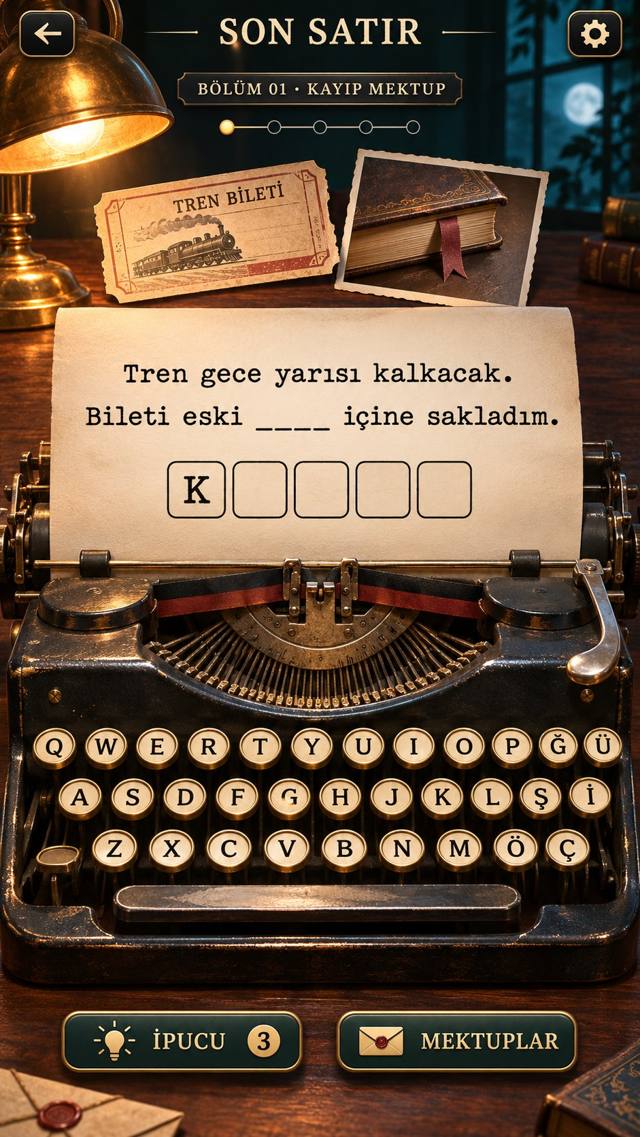 SON SATIR
BÖLÜM 01 • KAYIP MEKTUP
TREN BİLETİ
Tren gece yarısı kalkacak.
Bileti eski ____ içine sakladım.
K
Q W E R T Y U I O P Ğ Ü
A S D F G H J K L Ş İ
Z X C V B N M Ö Ç
İPUCU 3
MEKTUPLAR